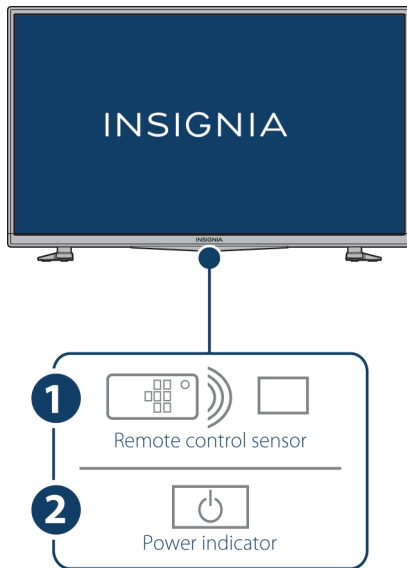 INSIGNIA
INSIGNIA
1
Remote control sensor
2
Power indicator